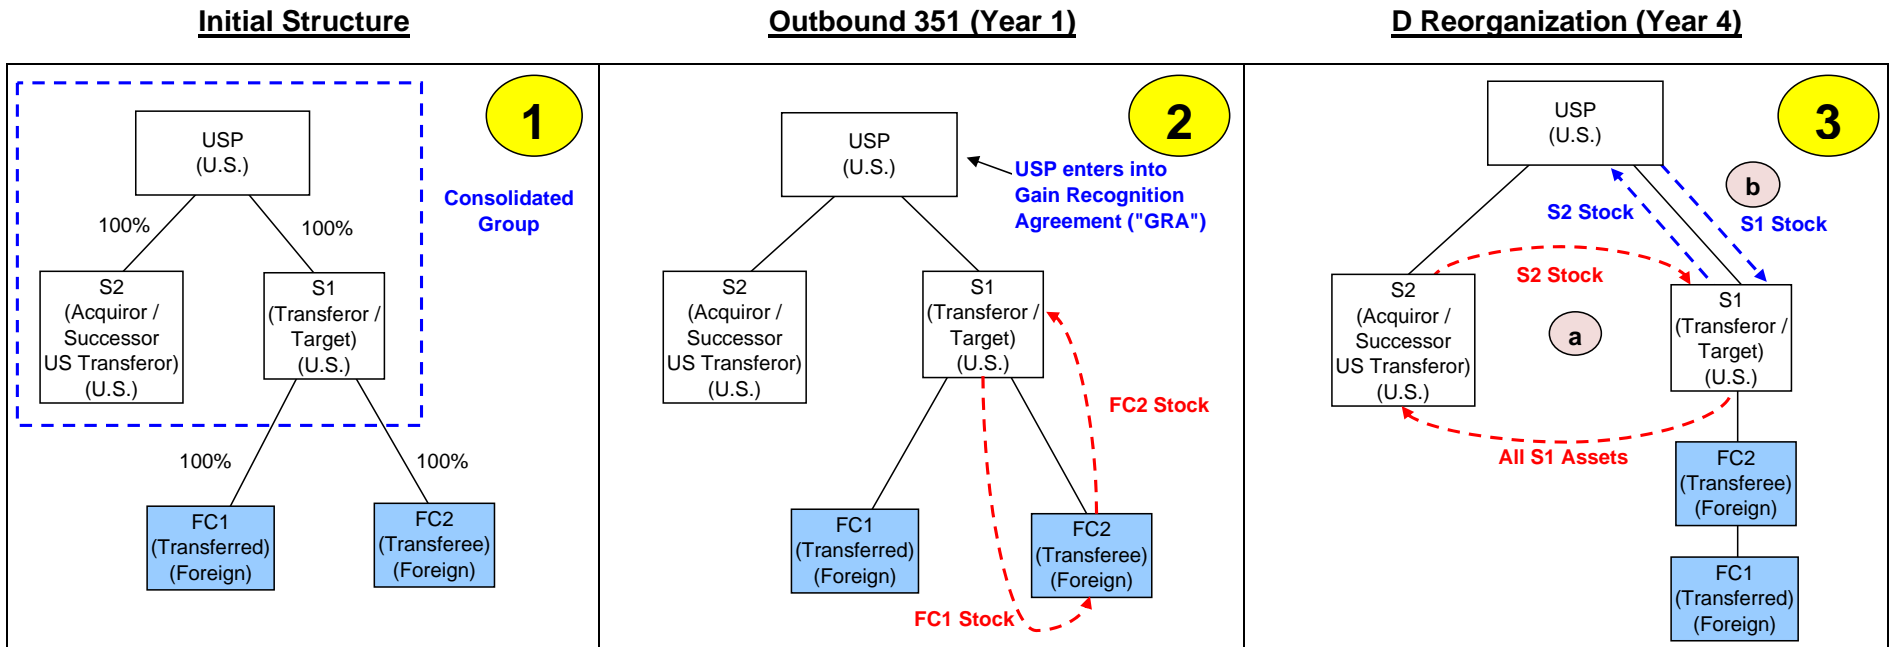 Initial Structure
Outbound 351 (Year 1)
D Reorganization (Year 4)
1
USP
(U.S.)
Consolidated
Group
100%
100%
S2
(Acquiror /
Successor
US Transferor)
(U.S.)
S1
(Transferor /
Target)
(U.S.)
100%
100%
FC1
(Transferred)
(Foreign)
FC2
(Transferee)
(Foreign)
2
USP
(U.S.)
USP enters into
Gain Recognition
Agreement ("GRA")
S2
(Acquiror /
Successor
US Transferor)
(U.S.)
S1
(Transferor /
Target)
(U.S.)
FC2 Stock
FC1
(Transferred)
(Foreign)
FC2
(Transferee)
(Foreign)
FC1 Stock
3
USP
(U.S.)
b
S2 Stock
S1 Stock
S2 Stock
S2
(Acquiror /
Successor
US Transferor)
(U.S.)
a
S1
(Transferor /
Target)
(U.S.)
All S1 Assets
FC2
(Transferee)
(Foreign)
FC1
(Transferred)
(Foreign)